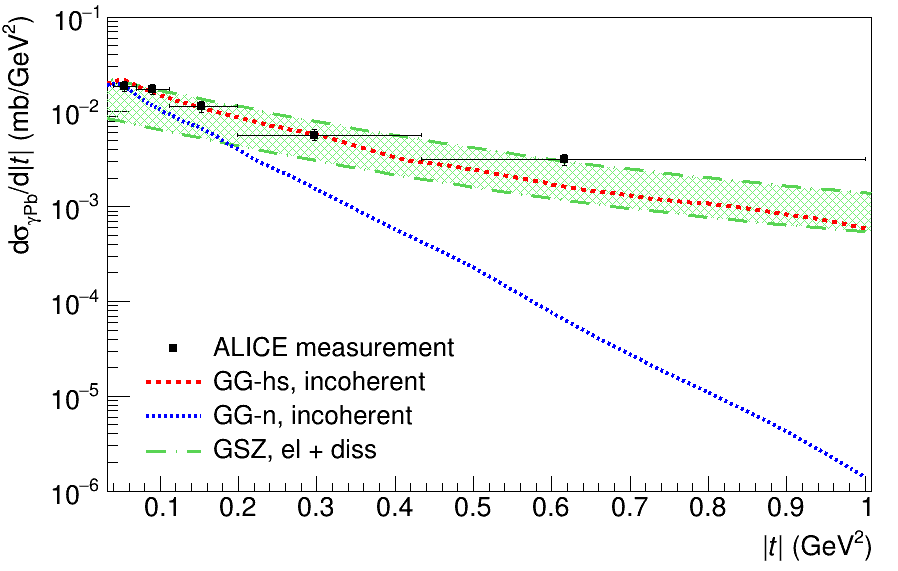 dσγPb/d|t| (mb/GeV²)
10⁻¹
10⁻²
10⁻³
10⁻⁴
10⁻⁵
10⁻⁶
ALICE measurement
GG-hs, incoherent
GG-n, incoherent
GSZ, el + diss
0.1 0.2 0.3 0.4 0.5 0.6 0.7 0.8 0.9 1
|t| (GeV²)